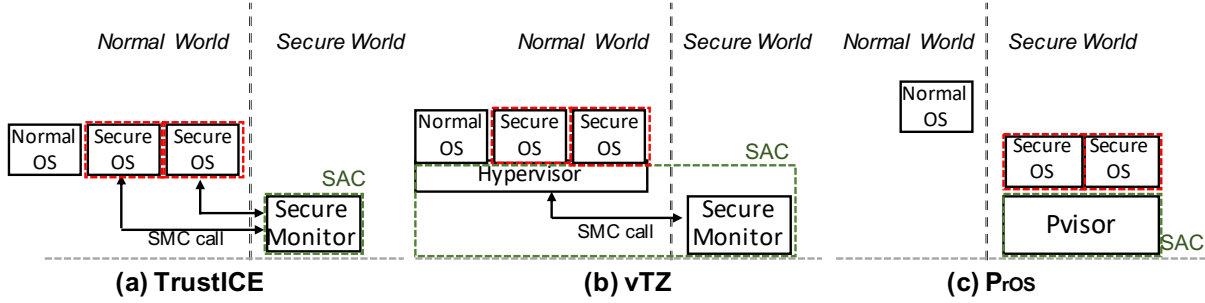 Normal World
Secure World
Normal World
Secure World
Normal World
Secure World
Normal
OS
Secure
OS
Secure
OS
SAC
Secure
Monitor
SMC call
Normal
OS
Secure
OS
Secure
OS
SAC
Hypervisor
SMC call
Secure
Monitor
Normal
OS
Secure
OS
Secure
OS
Pvisor
SAC
(a) TrustICE
(b) vTZ
(c) PrOS